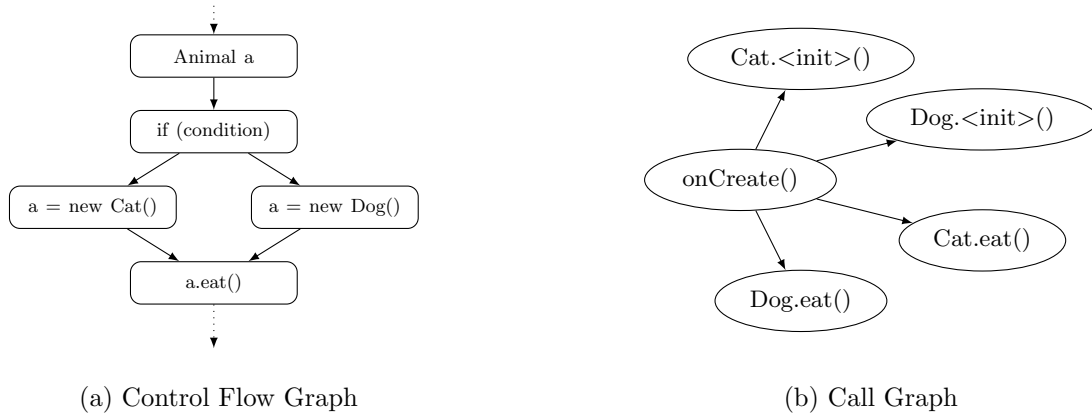 Animal a
if (condition)
a = new Cat()
a = new Dog()
a.eat()
(a) Control Flow Graph
Cat.<init>()
Dog.<init>()
onCreate()
Cat.eat()
Dog.eat()
(b) Call Graph